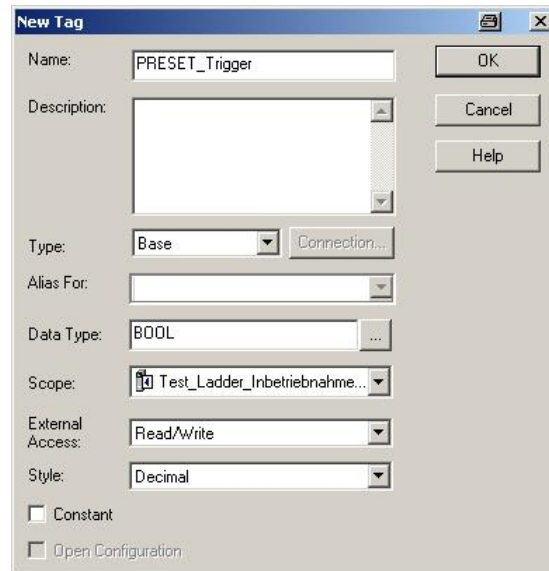 New Tag
Name:
PRESET_Trigger
OK
Description:
Cancel
Help
Type:
Base
Connection...
Alias For:
Data Type:
BOOL
...
Scope:
Test_Ladder_Inbetriebnahme...
External
Access:
Read/Write
Style:
Decimal
Constant
Open Configuration